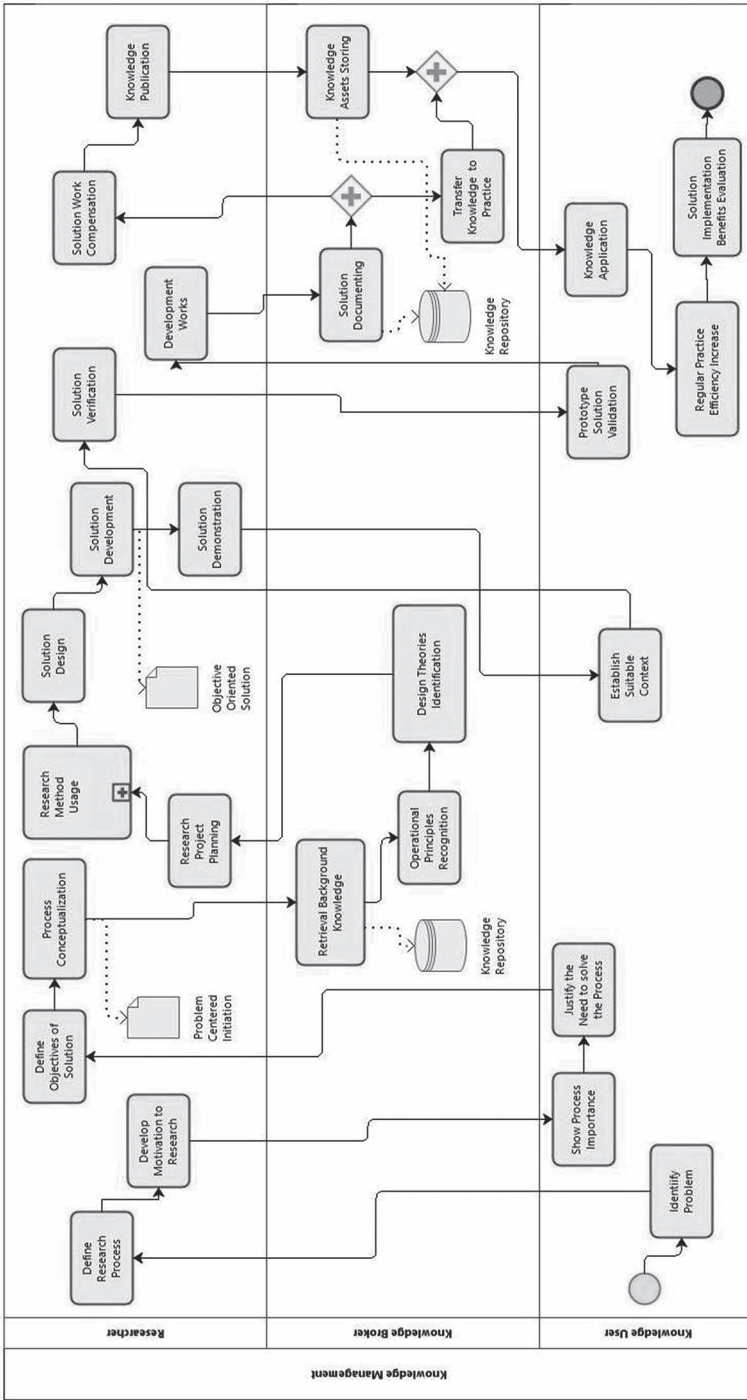 Knowledge Management
Researcher
Knowledge Broker
Knowledge User
Define
Research
Process
Develop
Motivation to
Research
Define
Objectives of
Solution
Process
Conceptualization
Problem
Centered
Initiation
Research
Project
Planning
Research
Method
Usage
Solution
Design
Objective
Oriented
Solution
Solution
Development
Solution
Demonstration
Solution
Verification
Development
Works
Solution Work
Compensation
Knowledge
Publication
Retrieval Background
Knowledge
Knowledge
Repository
Operational
Principles
Recognition
Design Theories
Identification
Solution
Documenting
Knowledge
Repository
Transfer
Knowledge to
Practice
Knowledge
Assets Storing
Identiify
Problem
Show Process
Importance
Justify the
Need to solve
the Process
Establish
Suitable
Context
Prototype
Solution
Validation
Knowledge
Application
Regular Practice
Efficiency Increase
Solution
Implementation
Benefits Evaluation